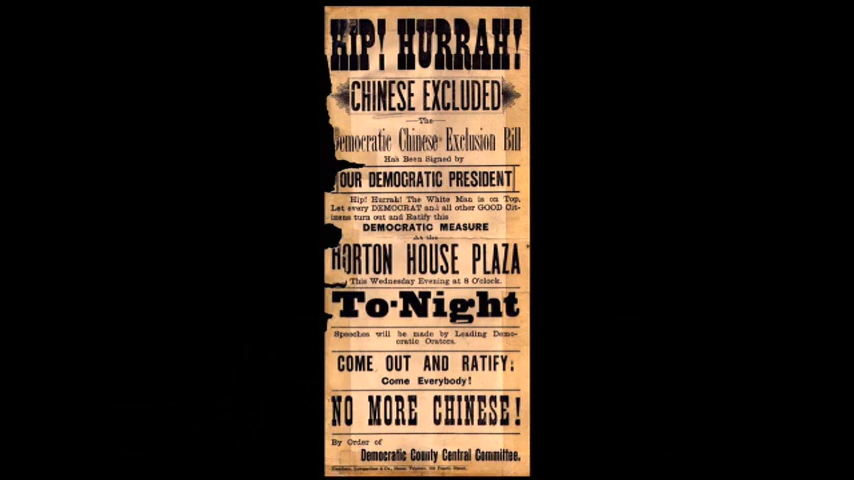 HIP! HURRAH!
CHINESE EXCLUDED
The
Democratic Chinese Exclusion Bill
Has Been Signed by
OUR DEMOCRATIC PRESIDENT
Hip! Hurrah! The White Man is on Top,
Let every DEMOCRAT and all other GOOD Cit-
izens turn out and Ratify this
DEMOCRATIC MEASURE
At the
HORTON HOUSE PLAZA
This Wednesday Evening at 8 O'clock.
To-Night
Speeches will be made by Leading Demo-
cratic Orators.
COME OUT AND RATIFY:
Come Everybody!
NO MORE CHINESE!
By Order of
Democratic County Central Committee.